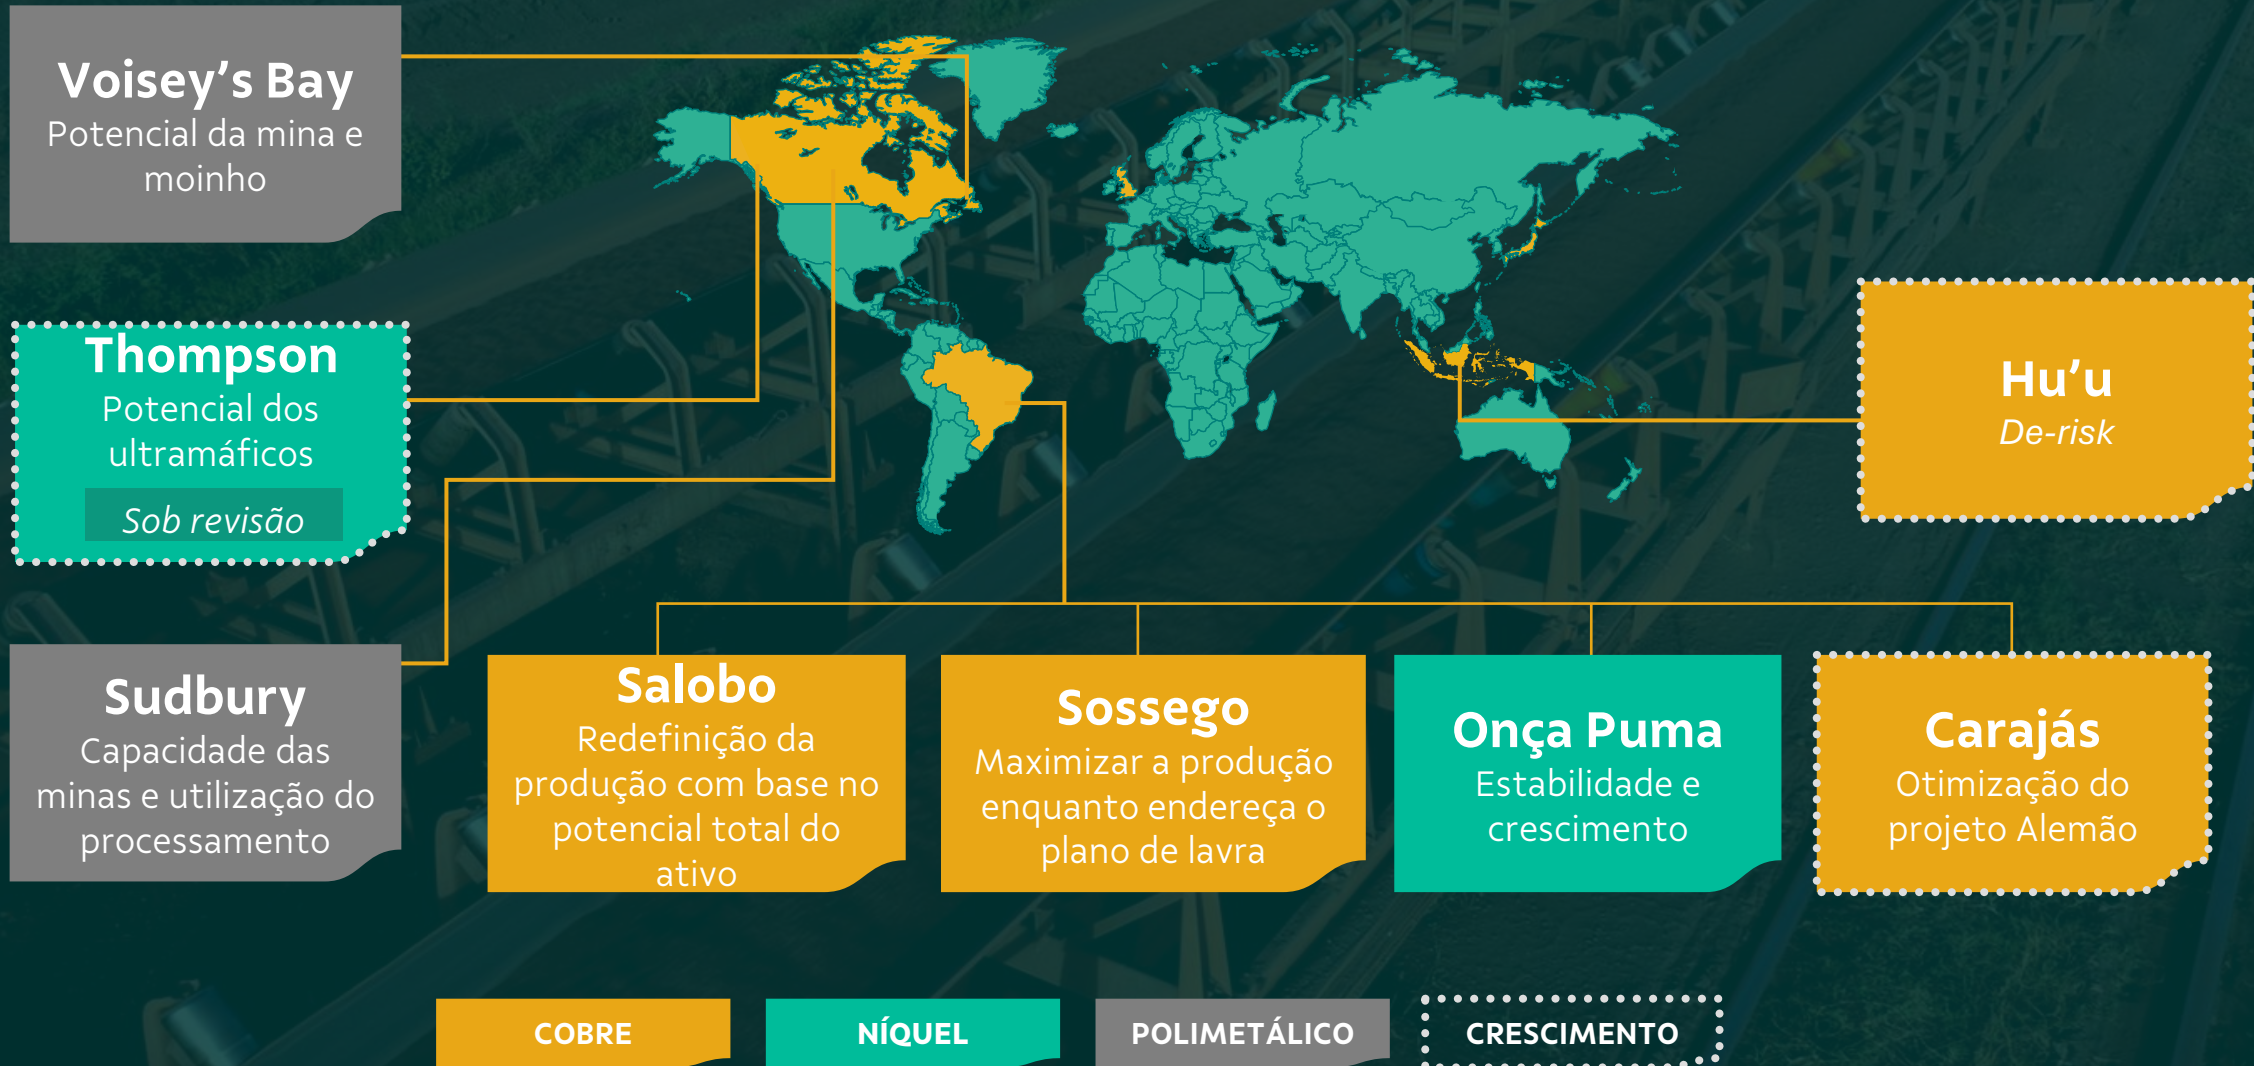 Voisey’s Bay
Potencial da mina e
moinho
Thompson
Potencial dos
ultramáficos
Sob revisão
Hu’u
De-risk
Sudbury
Capacidade das
minas e utilização do
processamento
Salobo
Redefinição da
produção com base no
potencial total do
ativo
Sossego
Maximizar a produção
enquanto endereça o
plano de lavra
Onça Puma
Estabilidade e
crescimento
Carajás
Otimização do
projeto Alemão
COBRE
NÍQUEL
POLIMETÁLICO
CRESCIMENTO